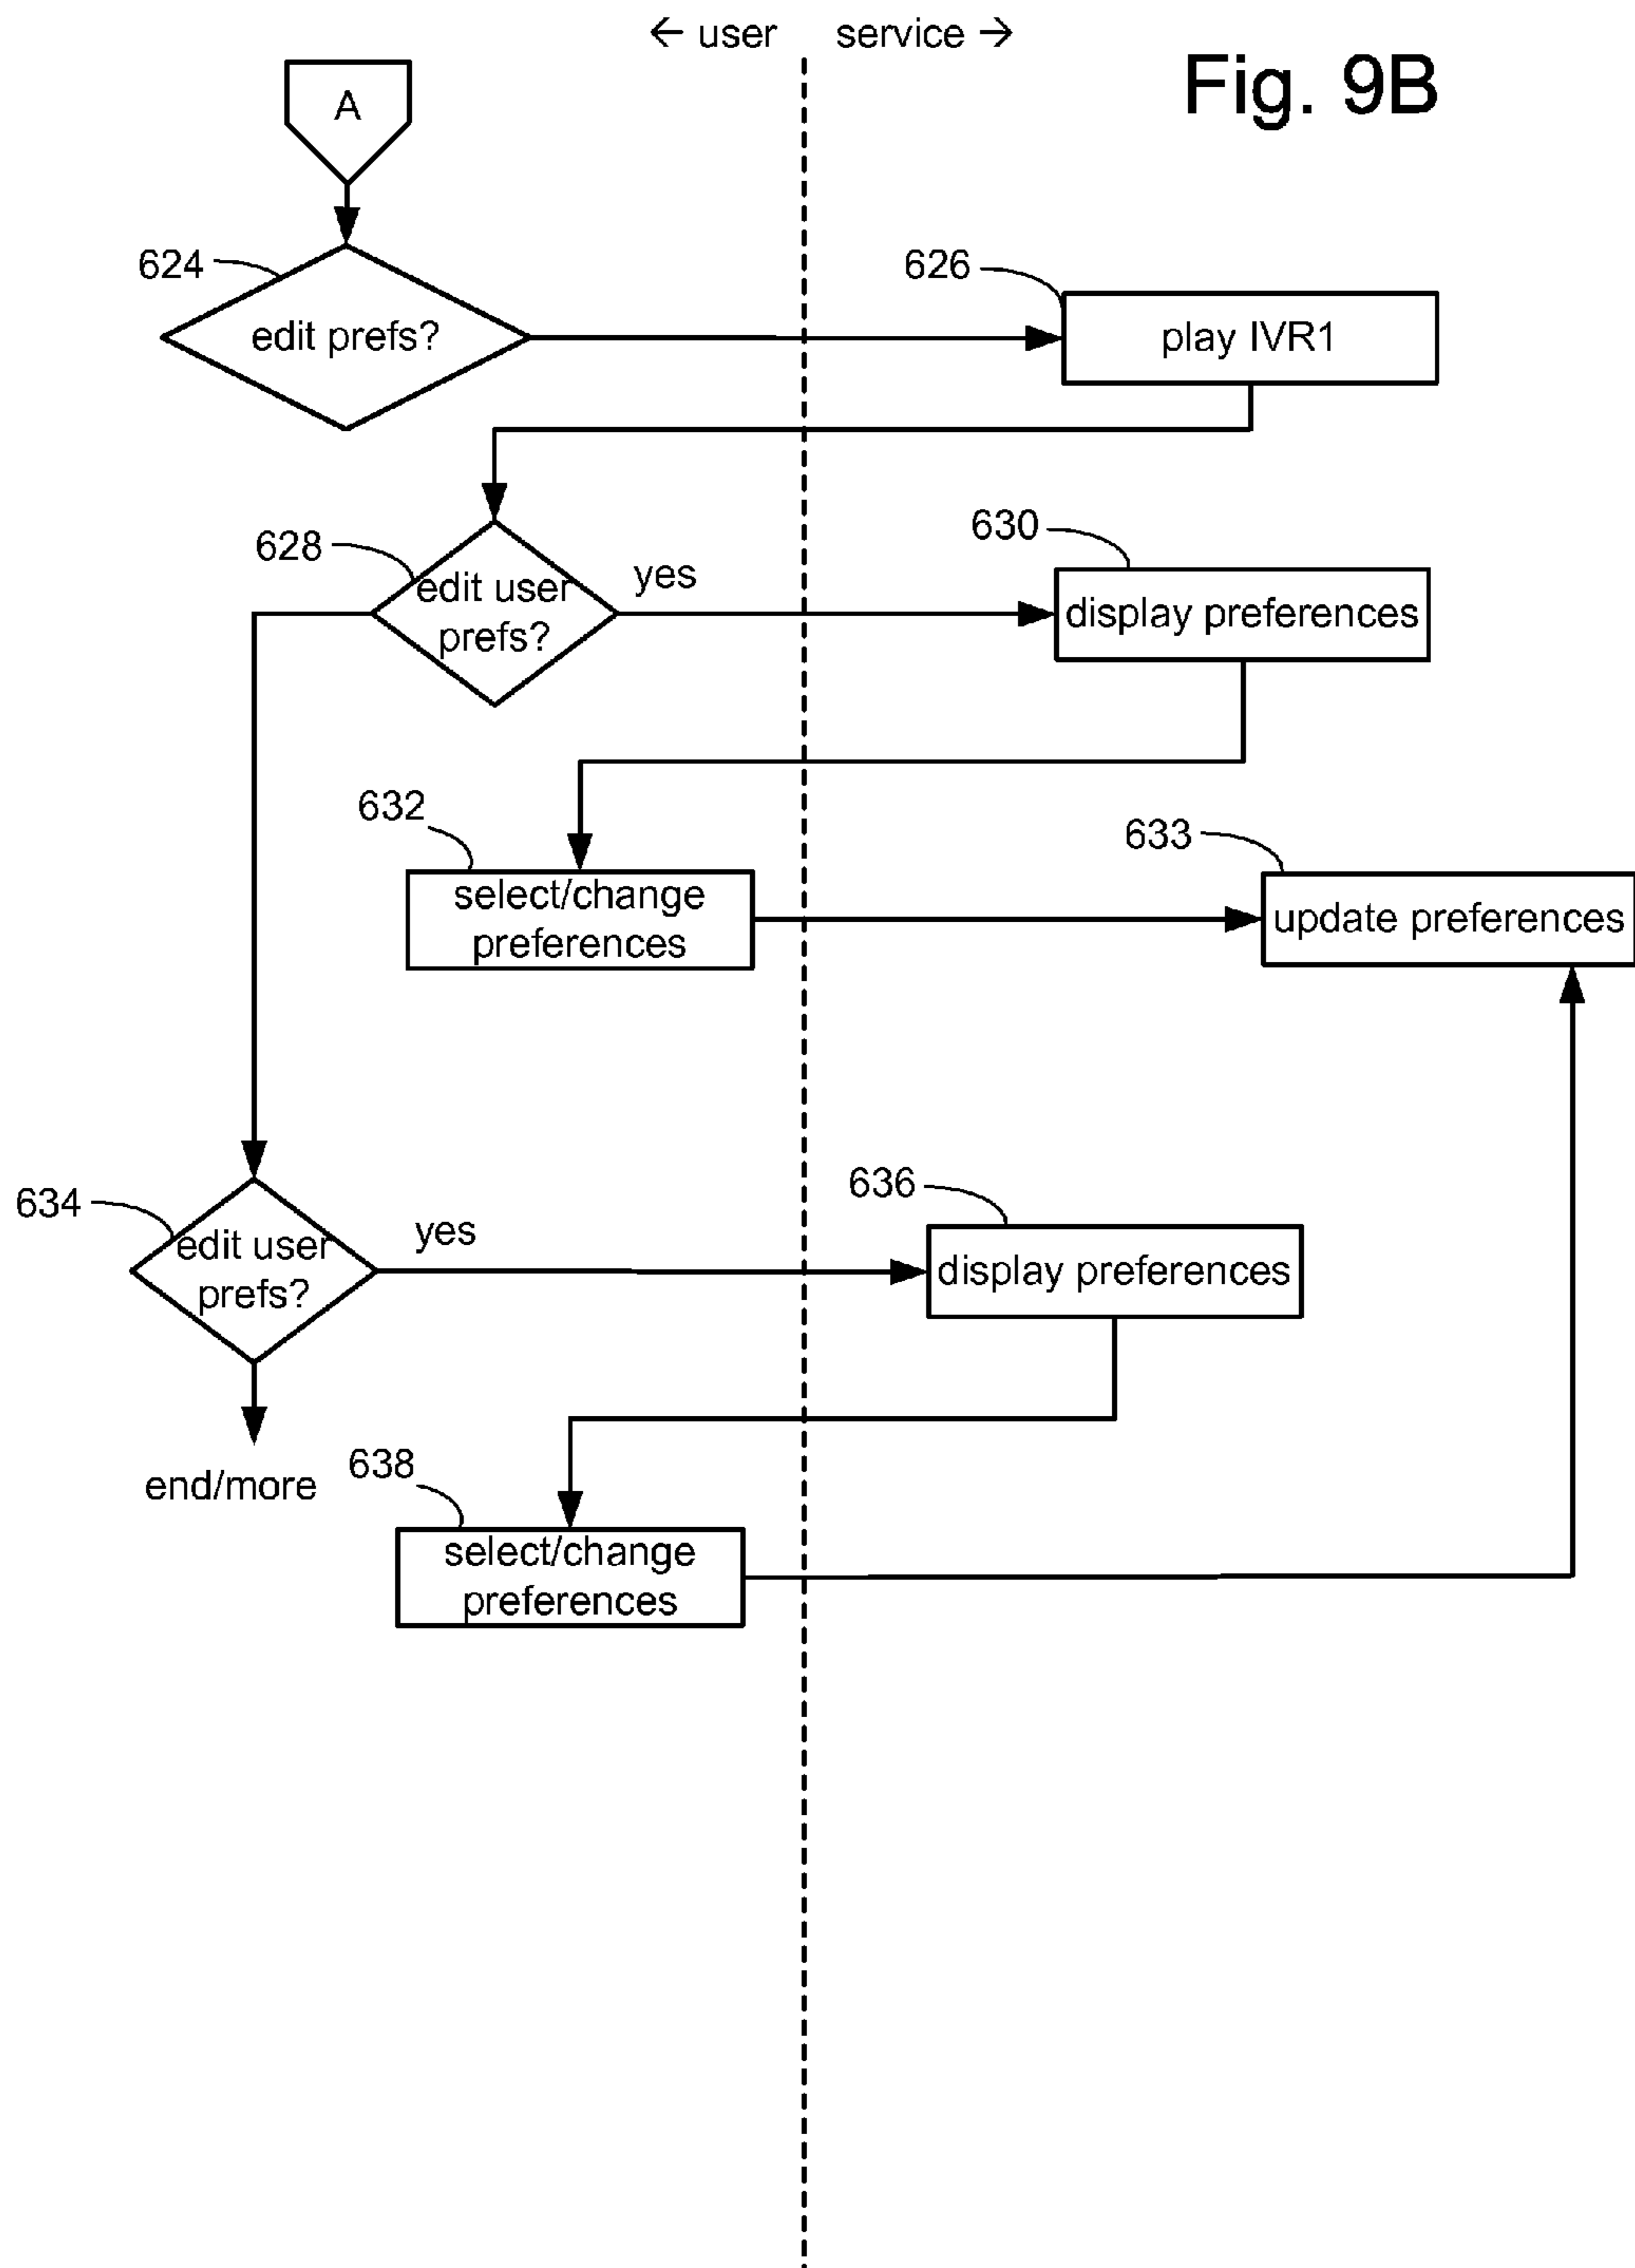 ← user service →
Fig. 9B
A
624
626
edit prefs?
play IVR1
630
628
edit user
prefs?
yes
display preferences
632
633
select/change
preferences
update preferences
636
634
edit user
prefs?
yes
display preferences
end/more
638
select/change
preferences